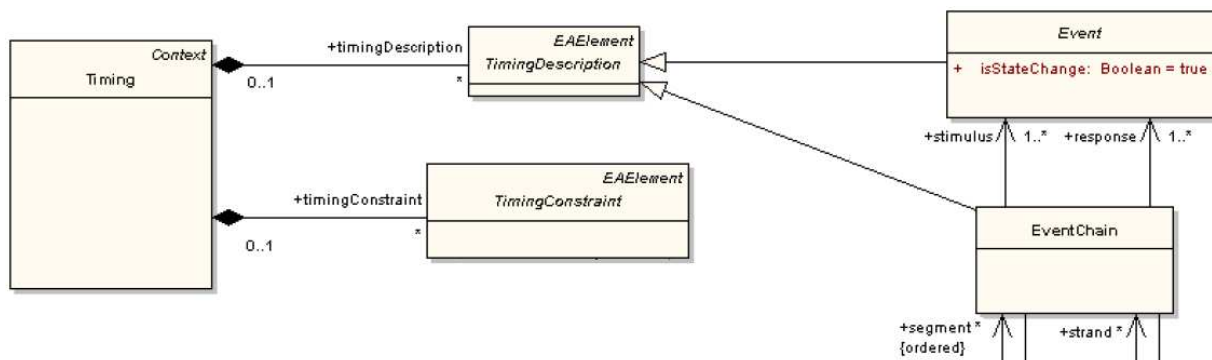 Context
Timing
+timingDescription
0..1
*
EAElement
TimingDescription
Event
+ isStateChange: Boolean = true
+stimulus 1..* +response 1..*
+timingConstraint
0..1
*
EAElement
TimingConstraint
EventChain
+segment * +strand *
{ordered}